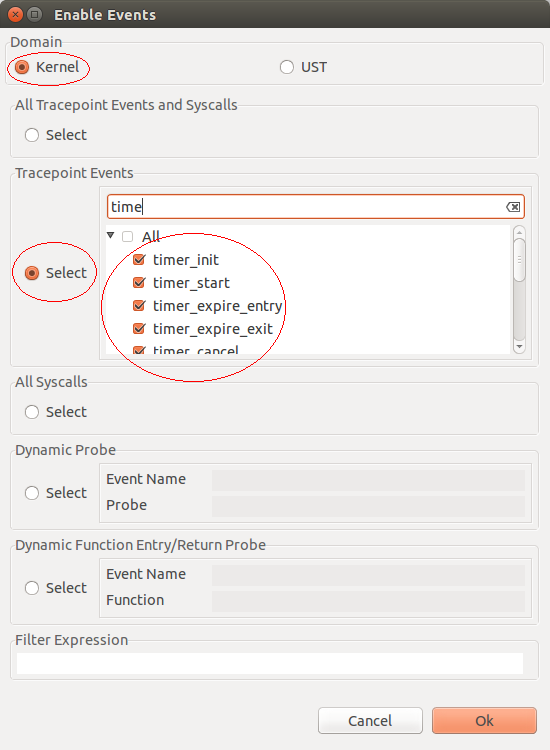 Enable Events
Domain
Kernel
UST
All Tracepoint Events and Syscalls
Select
Tracepoint Events
Select
time
All
timer_init
timer_start
timer_expire_entry
timer_expire_exit
timer_cancel
All Syscalls
Select
Dynamic Probe
Select
Event Name
Probe
Dynamic Function Entry/Return Probe
Select
Event Name
Function
Filter Expression
Cancel
Ok